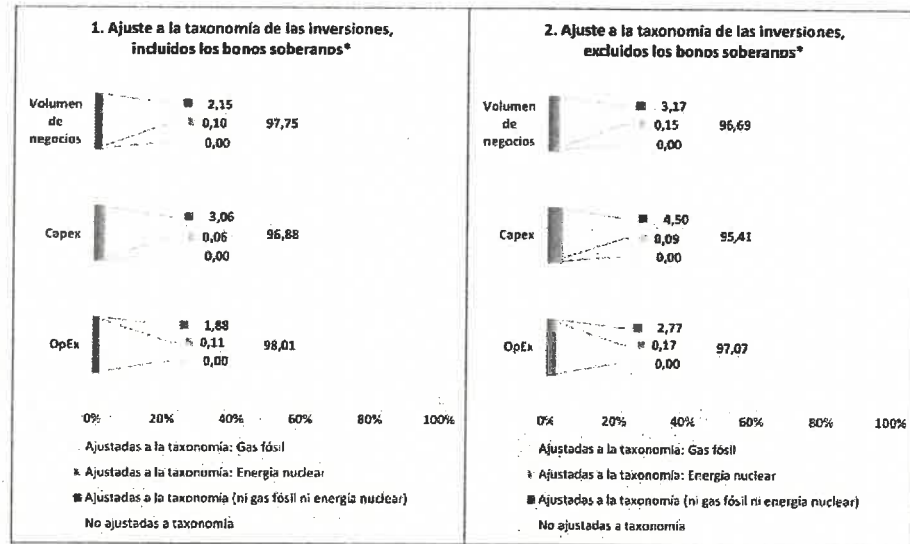 1. Ajuste a la taxonomía de las inversiones,
incluidos los bonos soberanos*
Volumen
de
negocios
2,15
0,10
97,75
0,00
Capex
3,06
0,06
96,88
0,00
OpEx
1,88
0,11
98,01
0,00
0% 20% 40% 60% 80% 100%
Ajustadas a la taxonomía: Gas fósil
Ajustadas a la taxonomía: Energía nuclear
Ajustadas a la taxonomía (ni gas fósil ni energía nuclear)
No ajustadas a taxonomía
2. Ajuste a la taxonomía de las inversiones,
excluidos los bonos soberanos*
Volumen
de
negocios
3,17
0,15
96,69
0,00
Capex
4,50
0,09
95,41
0,00
OpEx
2,77
0,17
97,07
0,00
0% 20% 40% 60% 80% 100%
Ajustadas a la taxonomía: Gas fósil
Ajustadas a la taxonomía: Energía nuclear
Ajustadas a la taxonomía (ni gas fósil ni energía nuclear)
No ajustadas a taxonomía